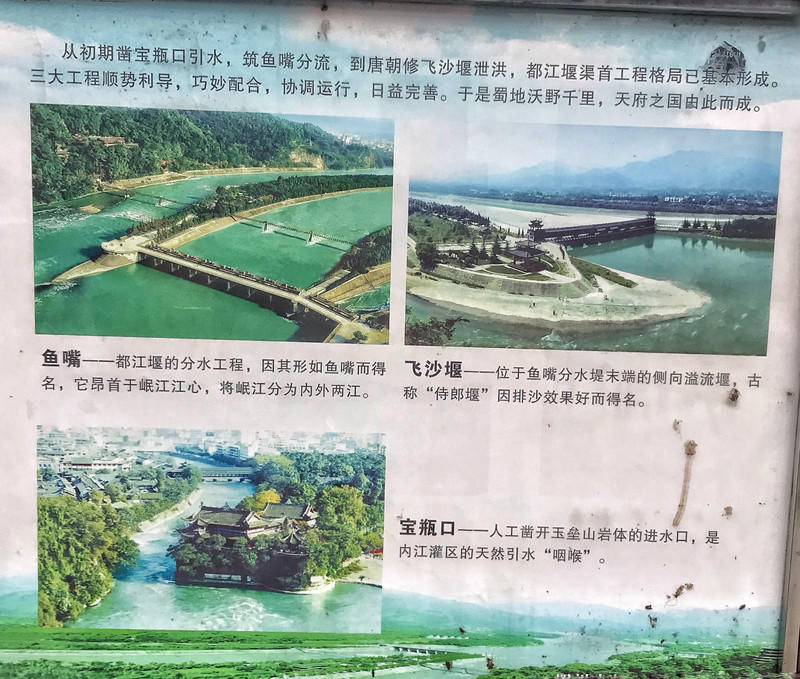 从初期凿宝瓶口引水，筑鱼嘴分流，到唐朝修飞沙堰泄洪，都江堰渠首工程格局已基本形成。
三大工程顺势利导，巧妙配合，协调运行，日益完善。于是蜀地沃野千里，天府之国由此而成。
鱼嘴——都江堰的分水工程，因其形如鱼嘴而得
名，它昂首于岷江江心，将岷江分为内外两江。
飞沙堰——位于鱼嘴分水堤末端的侧向溢流堰，古
称“侍郎堰”因排沙效果好而得名。
宝瓶口——人工凿开玉垒山岩体的进水口，是
内江灌区的天然引水“咽喉”。